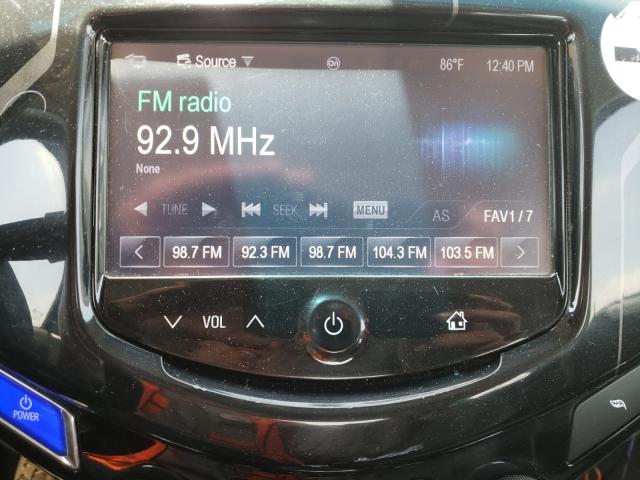 Source 86°F 12:40 PM
FM radio
92.9 MHz
None
TUNE SEEK MENU AS FAV1 / 7
98.7 FM 92.3 FM 98.7 FM 104.3 FM 103.5 FM
VOL
POWER